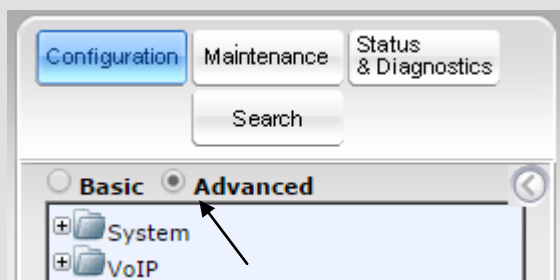 Configuration
Maintenance
Status
& Diagnostics
Search
Basic
Advanced
System
VoIP